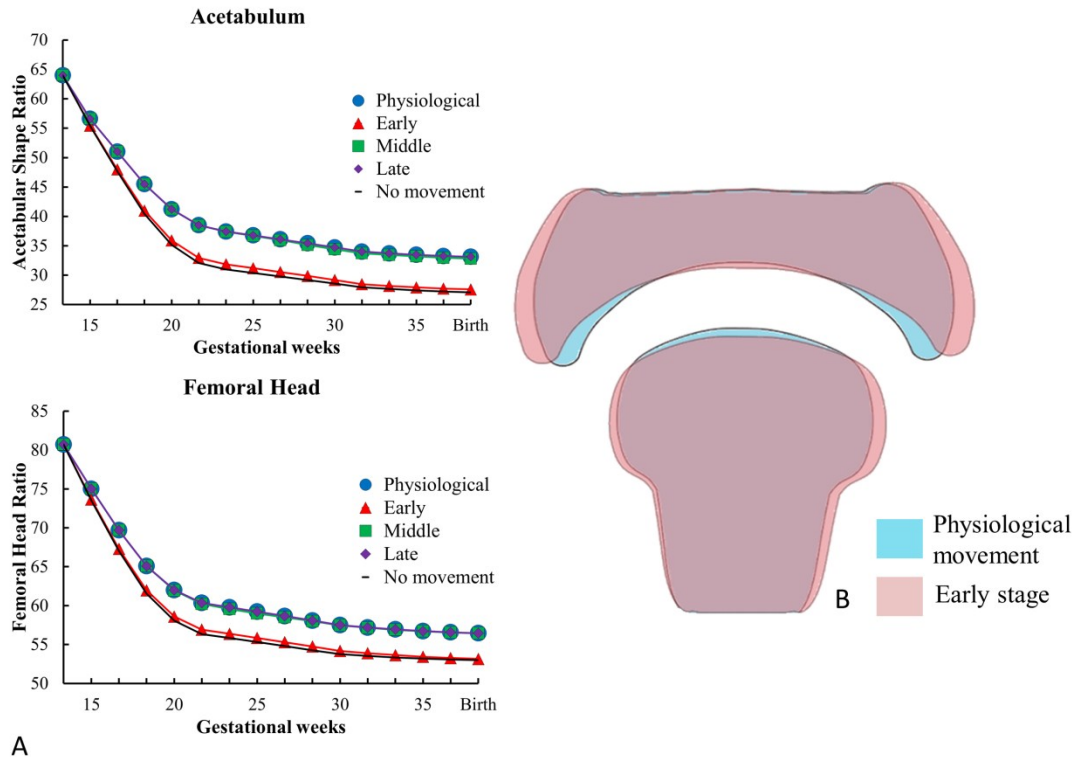 Acetabulum
Acetabular Shape Ratio
70
65
60
55
50
45
40
35
30
25
Physiological
Early
Middle
Late
No movement
15 20 25 30 35 Birth
Gestational weeks
Femoral Head
Femoral Head Ratio
85
80
75
70
65
60
55
50
Physiological
Early
Middle
Late
No movement
15 20 25 30 35 Birth
Gestational weeks
A
Physiological
movement
Early stage
B